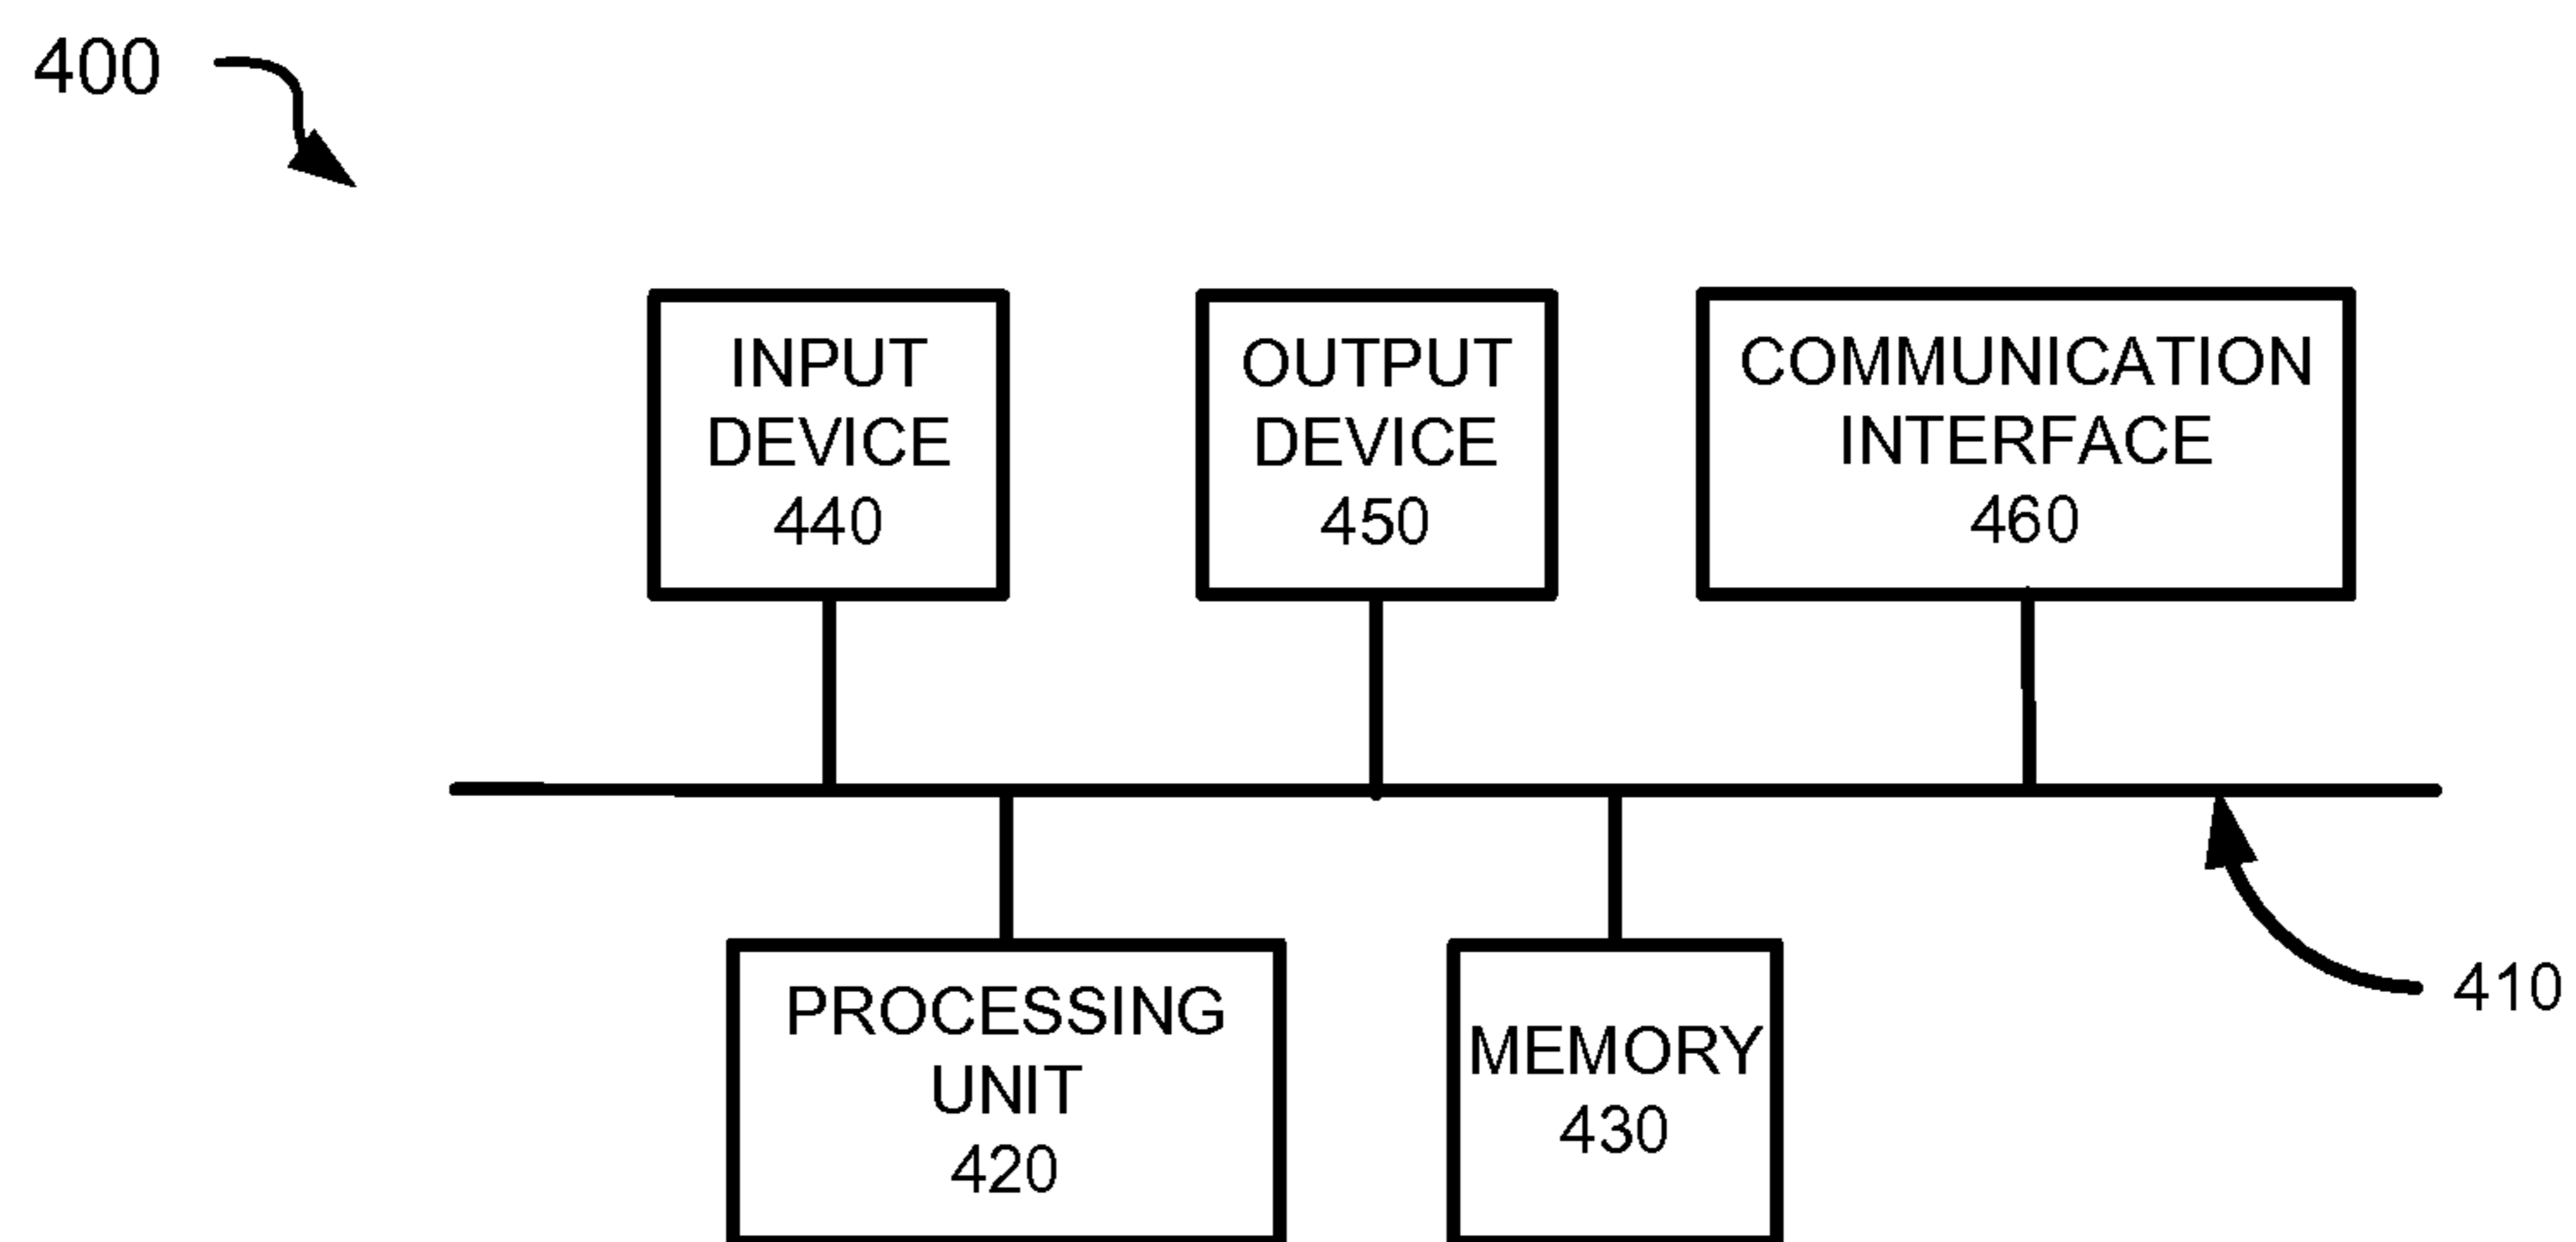 400
INPUT
DEVICE
440
OUTPUT
DEVICE
450
COMMUNICATION
INTERFACE
460
PROCESSING
UNIT
420
MEMORY
430
410